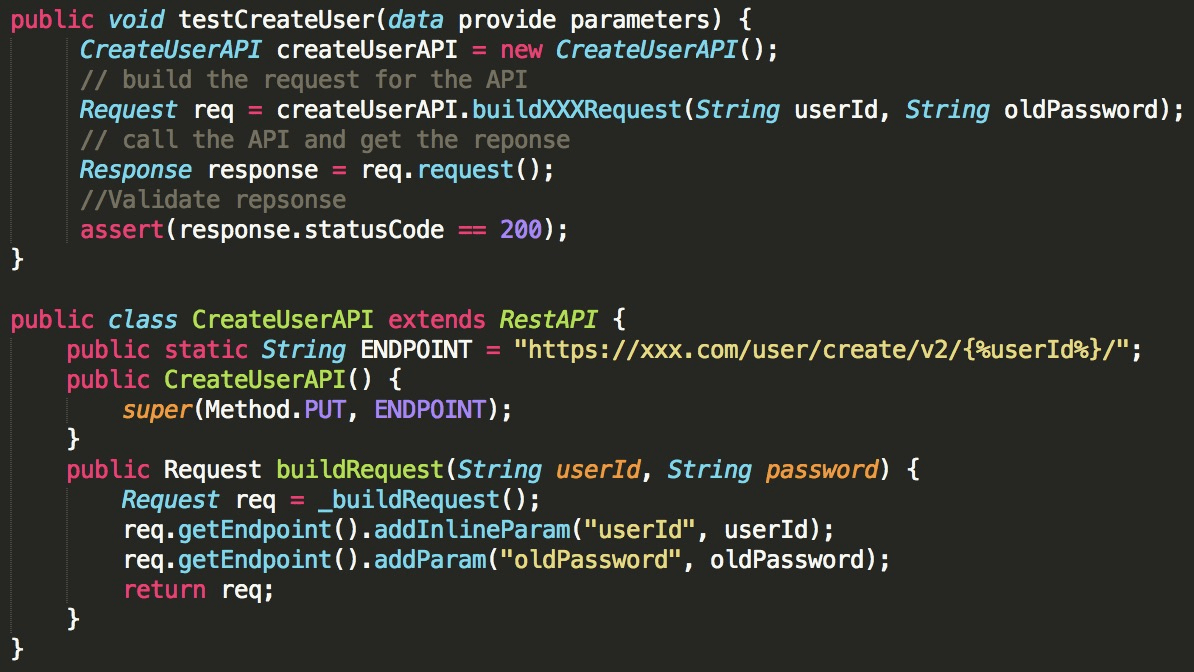 public void testCreateUser(data provide parameters) {
CreateUserAPI createUserAPI = new CreateUserAPI();
// build the request for the API
Request req = createUserAPI.buildXXXRequest(String userId, String oldPassword);
// call the API and get the reponse
Response response = req.request();
//Validate repsonse
assert(response.statusCode == 200);
}
public class CreateUserAPI extends RestAPI {
public static String ENDPOINT = "https://xxx.com/user/create/v2/{%userId%}/";
public CreateUserAPI() {
super(Method.PUT, ENDPOINT);
}
public Request buildRequest(String userId, String password) {
Request req = _buildRequest();
req.getEndpoint().addInlineParam("userId", userId);
req.getEndpoint().addParam("oldPassword", oldPassword);
return req;
}
}